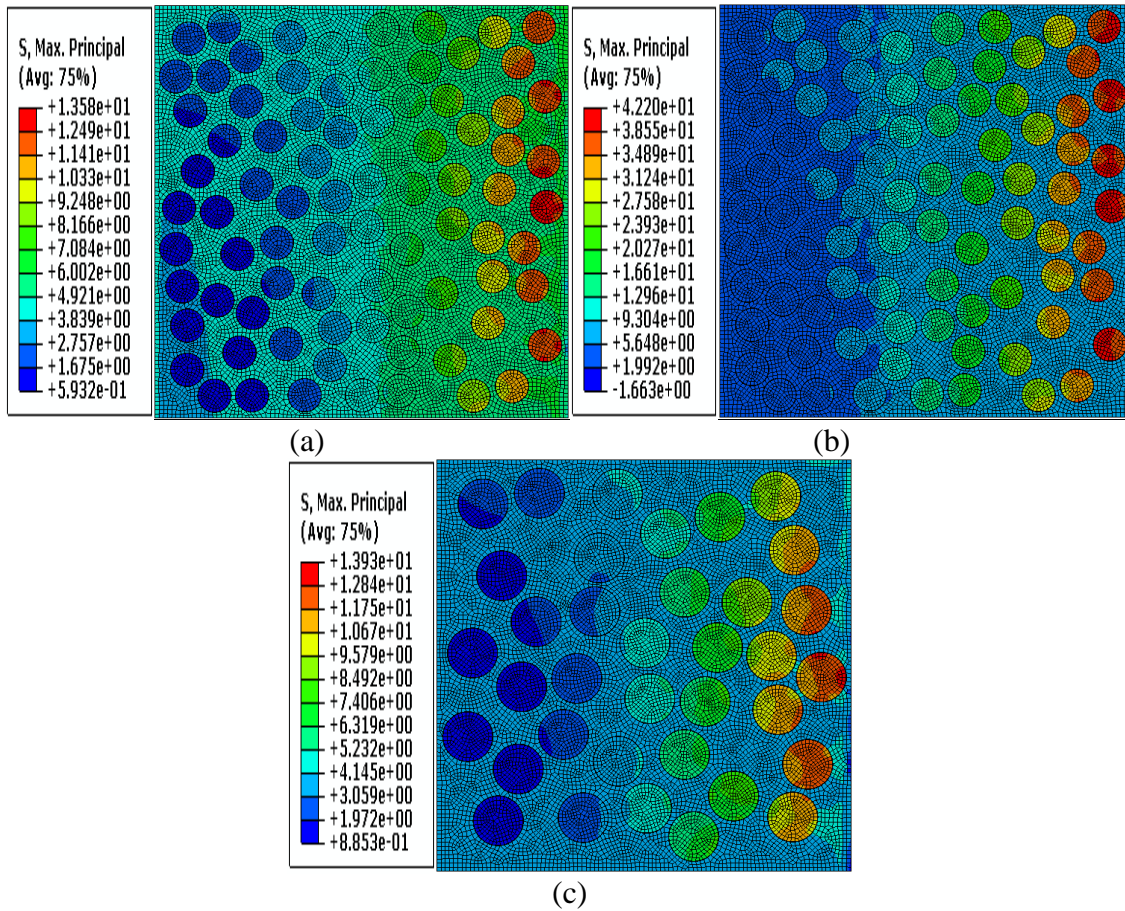 S, Max. Principal
(Avg: 75%)
+1.358e+01
+1.249e+01
+1.141e+01
+1.033e+01
+9.248e+00
+8.166e+00
+7.084e+00
+6.002e+00
+4.921e+00
+3.839e+00
+2.757e+00
+1.675e+00
+5.932e-01
(a)
S, Max. Principal
(Avg: 75%)
+4.220e+01
+3.855e+01
+3.489e+01
+3.124e+01
+2.758e+01
+2.393e+01
+2.027e+01
+1.661e+01
+1.296e+01
+9.304e+00
+5.648e+00
+1.992e+00
-1.663e+00
(b)
S, Max. Principal
(Avg: 75%)
+1.393e+01
+1.284e+01
+1.175e+01
+1.067e+01
+9.579e+00
+8.492e+00
+7.406e+00
+6.319e+00
+5.232e+00
+4.145e+00
+3.059e+00
+1.972e+00
+8.853e-01
(c)